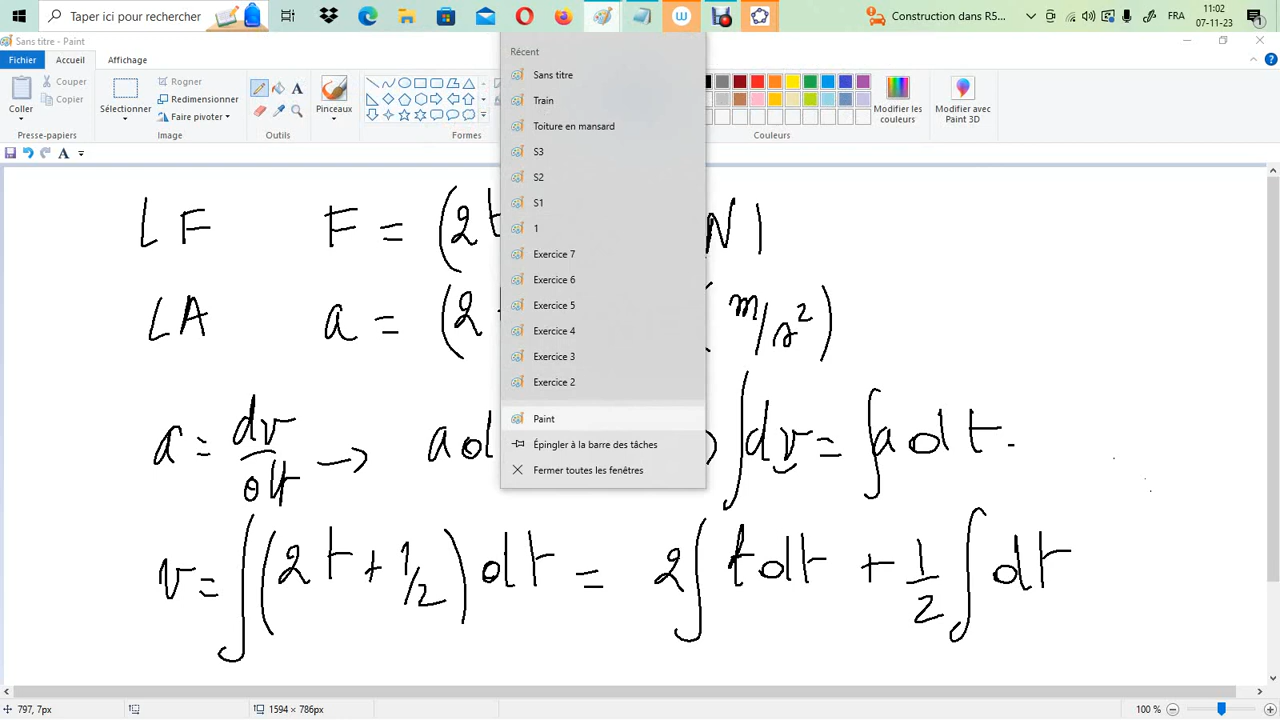 Taper ici pour rechercher
Construction dans R5...
FRA
11:02
07-11-23
1
Sans titre - Paint
Fichier
Accueil
Affichage
Coller
Couper
Copier
Presse-papiers
Sélectionner
Rogner
Redimensionner
Faire pivoter
Image
Outils
Pinceaux
Formes
Modifier les
couleurs
Modifier avec
Paint 3D
Couleurs
Récent
Sans titre
Train
Toiture en mansard
S3
S2
S1
1
Exercice 7
Exercice 6
Exercice 5
Exercice 4
Exercice 3
Exercice 2
Paint
Épingler à la barre des tâches
Fermer toutes les fenêtres
LF F = (2t N)
LA a = (2 (m/s²)
a = dv/dt → ad ∫dv = ∫a dt
v = ∫(2t + 1/2) dt = 2∫t dt + 1/2 ∫dt
797, 7px
1594 × 786px
100 %